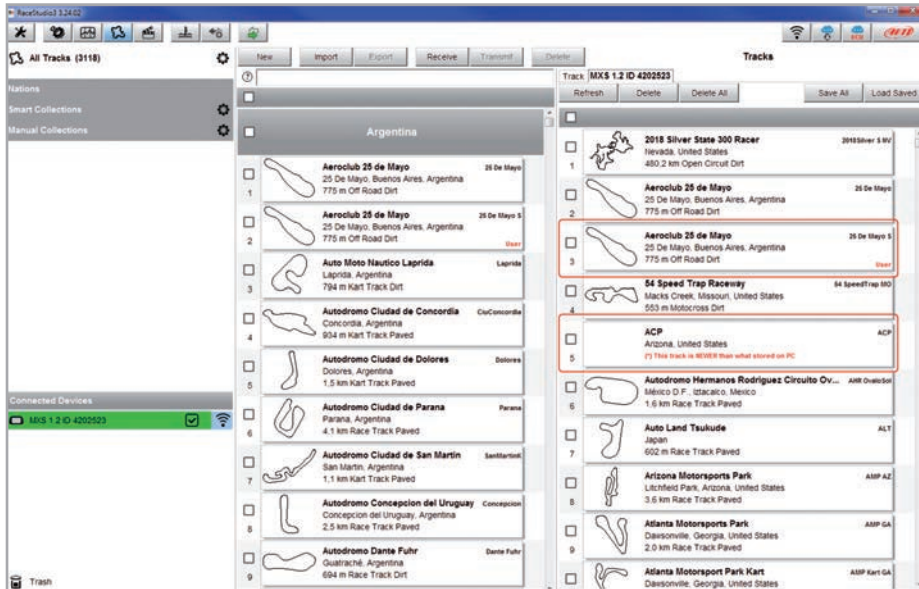 RaceStudio3 3.24.02
All Tracks (3118)
Nations
Smart Collections
Manual Collections
Connected Devices
MXS 1.2 ID 4202523
Trash
New Import Export Receive Transmit Delete
Argentina
1
Aeroclub 25 de Mayo 25 De Mayo
25 De Mayo, Buenos Aires, Argentina
775 m Off Road Dirt
2
Aeroclub 25 de Mayo 25 De Mayo S
25 De Mayo, Buenos Aires, Argentina
775 m Off Road Dirt User
3
Auto Moto Nautico Laprida Laprida
Laprida, Argentina
794 m Kart Track Dirt
4
Autodromo Ciudad de Concordia CiuConcordia
Concordia, Argentina
934 m Kart Track Paved
5
Autodromo Ciudad de Dolores Dolores
Dolores, Argentina
1,5 km Kart Track Paved
6
Autodromo Ciudad de Parana Parana
Parana, Argentina
4.1 km Race Track Paved
7
Autodromo Ciudad de San Martin SanMartinK
San Martin, Argentina
1,1 km Kart Track Paved
8
Autodromo Concepcion del Uruguay Concepcion
Concepcion del Uruguay, Argentina
2,5 km Race Track Paved
9
Autodromo Dante Fuhr Dante Fuhr
Guatraché, Argentina
694 m Race Track Dirt
Tracks
Track MXS 1.2 ID 4202523
Refresh Delete Delete All Save All Load Saved
1
2018 Silver State 300 Racer 2018Silver S NV
Nevada, United States
480,2 km Open Circuit Dirt
2
Aeroclub 25 de Mayo 25 De Mayo
25 De Mayo, Buenos Aires, Argentina
775 m Off Road Dirt
3
Aeroclub 25 de Mayo 25 De Mayo S
25 De Mayo, Buenos Aires, Argentina
775 m Off Road Dirt User
4
54 Speed Trap Raceway 54 SpeedTrap MO
Macks Creek, Missouri, United States
553 m Motocross Dirt
5
ACP ACP
Arizona, United States
(*) This track is NEWER than what stored on PC
6
Autodromo Hermanos Rodriguez Circuito Ov... AHR OvaloSol
México D.F., Iztacalco, Mexico
1.6 km Race Track Paved
7
Auto Land Tsukude ALT
Japan
602 m Race Track Paved
8
Arizona Motorsports Park AMP AZ
Litchfield Park, Arizona, United States
3.6 km Race Track Paved
9
Atlanta Motorsports Park AMP GA
Dawsonville, Georgia, United States
2.0 km Race Track Paved
Atlanta Motorsport Park Kart AMP Kart GA
Dawsonville, Georgia, United States